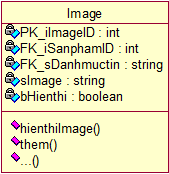 Image
PK_iImageID : int
FK_iSanphamID : int
FK_sDanhmuctin : string
sImage : string
bHienthi : boolean
hienthiImage()
them()
...()